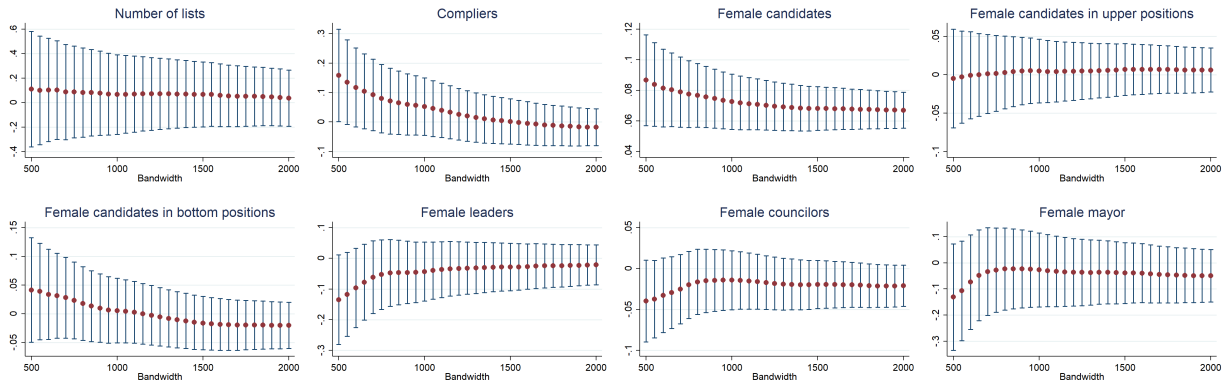 Number of lists
.6
.4
.2
0
-.2
-.4
500 1000 1500 2000
Bandwidth
Compliers
.3
.2
.1
0
-.1
500 1000 1500 2000
Bandwidth
Female candidates
.12
.1
.08
.06
.04
500 1000 1500 2000
Bandwidth
Female candidates in upper positions
.05
0
-.05
-.1
500 1000 1500 2000
Bandwidth
Female candidates in bottom positions
.15
.1
.05
0
-.05
500 1000 1500 2000
Bandwidth
Female leaders
.1
0
-.1
-.2
-.3
500 1000 1500 2000
Bandwidth
Female councilors
.05
0
-.05
-.1
500 1000 1500 2000
Bandwidth
Female mayor
.1
0
-.1
-.2
-.3
500 1000 1500 2000
Bandwidth